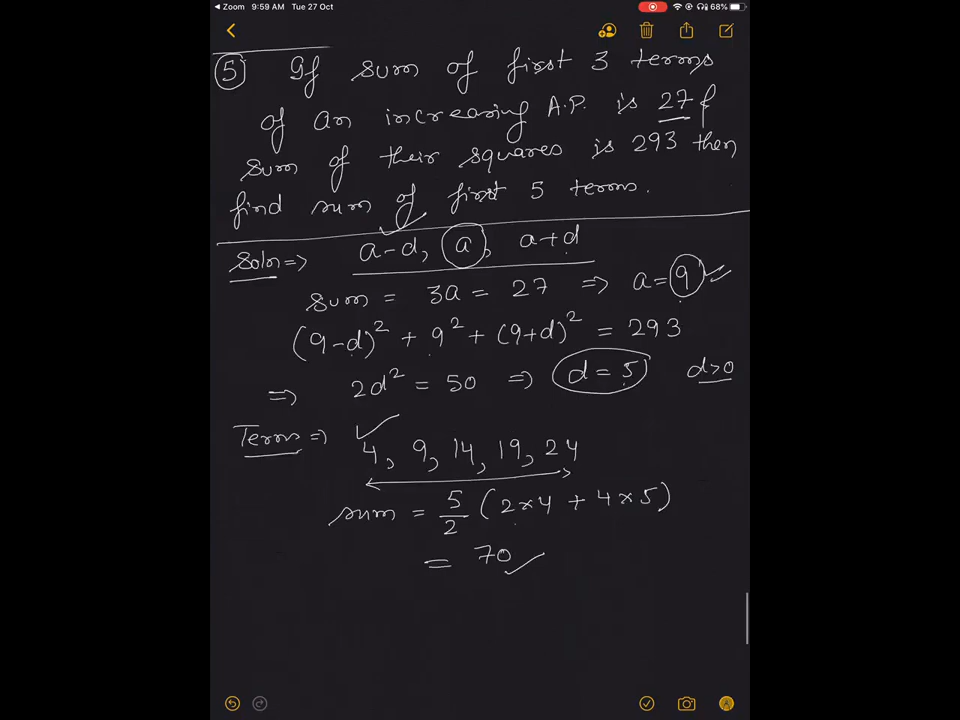 Zoom 9:59 AM Tue 27 Oct 68%
5 If sum of first 3 terms
of an increasing A.P. is 27 &
sum of their squares is 293 then
find sum of first 5 terms.
Soln => a-d, a, a+d
sum = 3a = 27 => a = 9
(9-d)² + 9² + (9+d)² = 293
=> 2d² = 50 => d = 5 d>0
Terms => 4, 9, 14, 19, 24
sum = 5/2 (2×4 + 4×5)
= 70